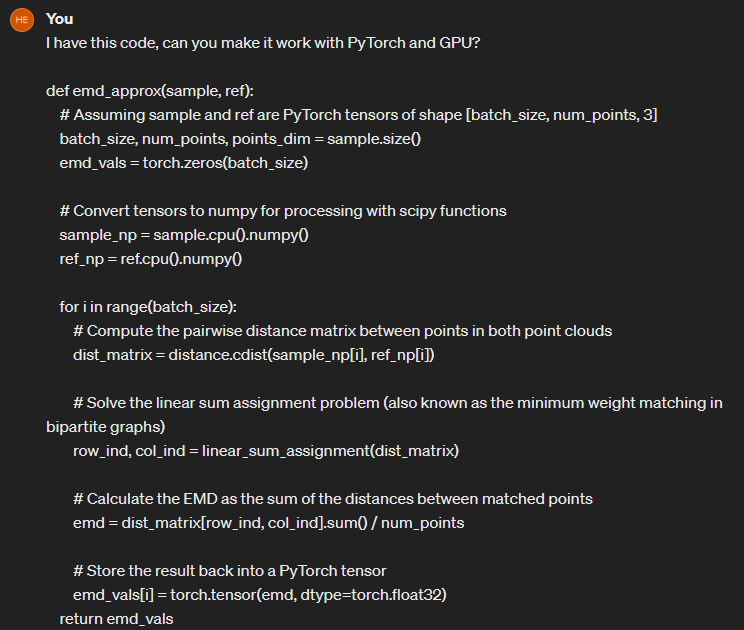 HE
You
I have this code, can you make it work with PyTorch and GPU?
def emd_approx(sample, ref):
# Assuming sample and ref are PyTorch tensors of shape [batch_size, num_points, 3]
batch_size, num_points, points_dim = sample.size()
emd_vals = torch.zeros(batch_size)
# Convert tensors to numpy for processing with scipy functions
sample_np = sample.cpu().numpy()
ref_np = ref.cpu().numpy()
for i in range(batch_size):
# Compute the pairwise distance matrix between points in both point clouds
dist_matrix = distance.cdist(sample_np[i], ref_np[i])
# Solve the linear sum assignment problem (also known as the minimum weight matching in
bipartite graphs)
row_ind, col_ind = linear_sum_assignment(dist_matrix)
# Calculate the EMD as the sum of the distances between matched points
emd = dist_matrix[row_ind, col_ind].sum() / num_points
# Store the result back into a PyTorch tensor
emd_vals[i] = torch.tensor(emd, dtype=torch.float32)
return emd_vals